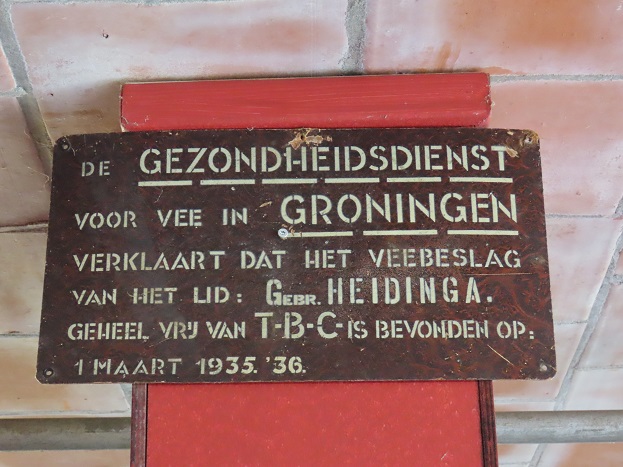 DE GEZONDHEIDSDIENST
VOOR VEE IN GRONINGEN
VERKLAART DAT HET VEEBESLAG
VAN HET LID: GEBR. HEIDINGA.
GEHEEL VRIJ VAN T-B-C-IS BEVONDEN OP:
1 MAART 1935. '36.